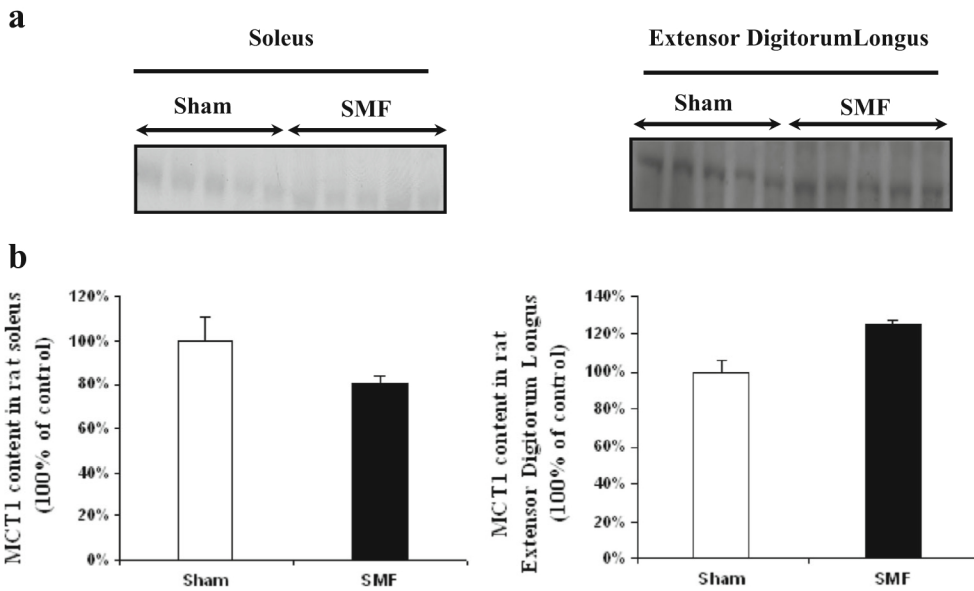 a
Soleus
Extensor DigitorumLongus
Sham
SMF
Sham
SMF
b
MCT1 content in rat soleus
(100% of control)
120%
100%
80%
60%
40%
20%
0%
Sham
SMF
MCT1 content in rat
Extensor Digitorum Longus
(100% of control)
140%
120%
100%
80%
60%
40%
20%
0%
Sham
SMF